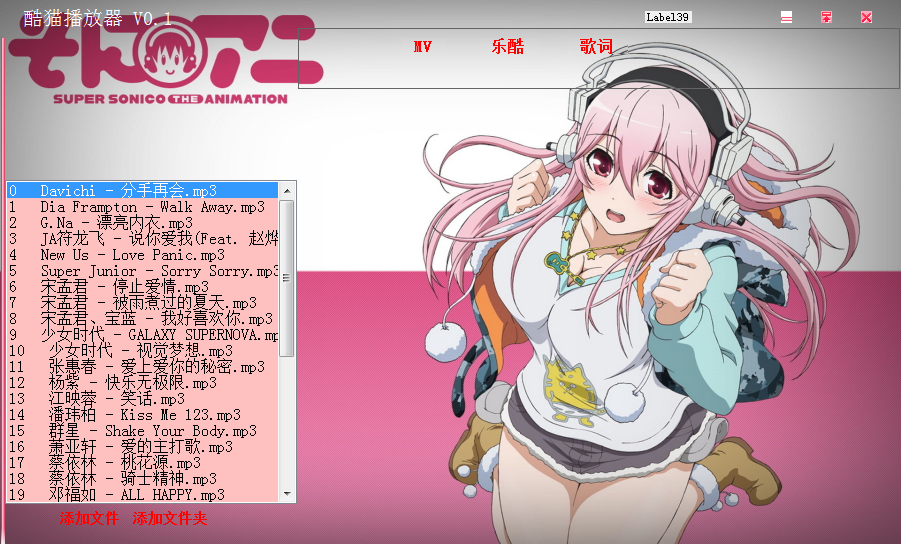 酷猫播放器 V0.1
Label39
そにアニ
SUPER SONICO THE ANIMATION
MV 乐酷 歌词
0 Davichi - 分手再会.mp3
1 Dia Frampton - Walk Away.mp3
2 G.Na - 漂亮内衣.mp3
3 JA符龙飞 - 说你爱我(Feat. 赵烨
4 New Us - Love Panic.mp3
5 Super Junior - Sorry Sorry.mp3
6 宋孟君 - 停止爱情.mp3
7 宋孟君 - 被雨煮过的夏天.mp3
8 宋孟君、宝蓝 - 我好喜欢你.mp3
9 少女时代 - GALAXY SUPERNOVA.mp
10 少女时代 - 视觉梦想.mp3
11 张惠春 - 爱上爱你的秘密.mp3
12 杨紫 - 快乐无极限.mp3
13 江映蓉 - 笑话.mp3
14 潘玮柏 - Kiss Me 123.mp3
15 群星 - Shake Your Body.mp3
16 萧亚轩 - 爱的主打歌.mp3
17 蔡依林 - 桃花源.mp3
18 蔡依林 - 骑士精神.mp3
19 邓福如 - ALL HAPPY.mp3
添加文件 添加文件夹